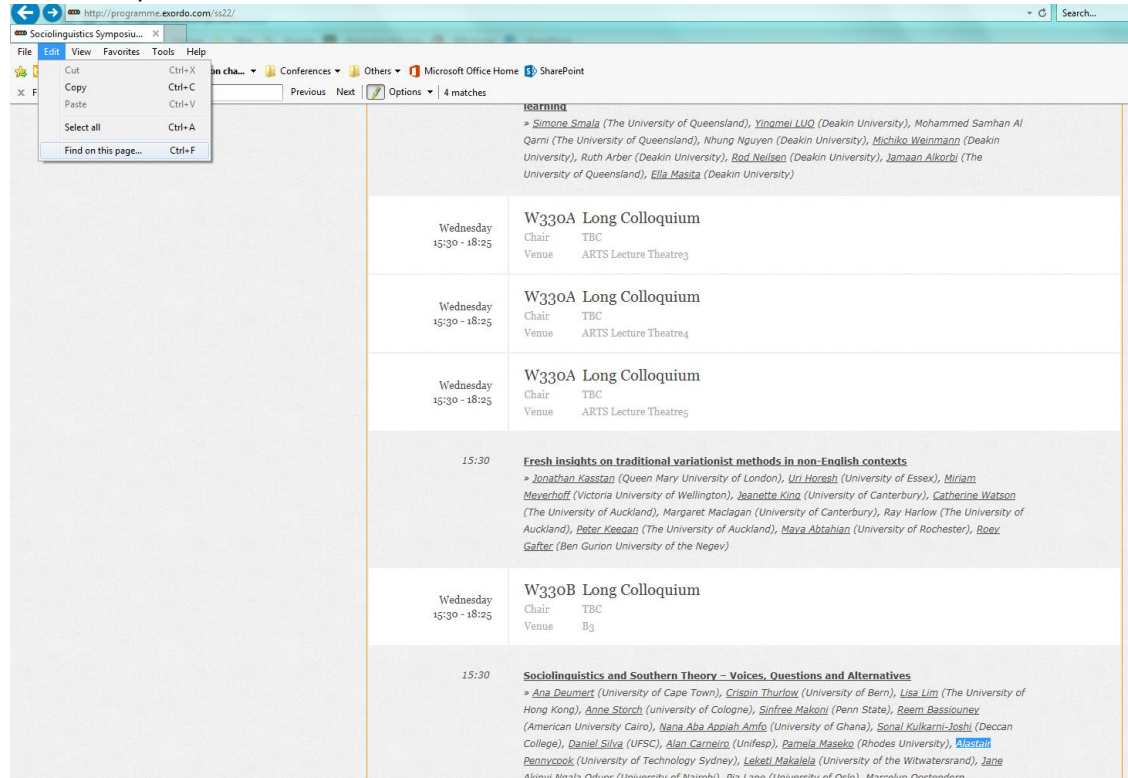 http://programme.exordo.com/ss22/
Search...
Sociolinguistics Symposiu...
File Edit View Favorites Tools Help
on cha... Conferences Others Microsoft Office Home SharePoint
Previous Next Options 4 matches
Cut Ctrl+X
Copy Ctrl+C
Paste Ctrl+V
Select all Ctrl+A
Find on this page... Ctrl+F
learning
» Simone Smala (The University of Queensland), Yingmei LUO (Deakin University), Mohammed Samhan Al
Qarni (The University of Queensland), Nhung Nguyen (Deakin University), Michiko Weinmann (Deakin
University), Ruth Arber (Deakin University), Rod Neilsen (Deakin University), Jamaan Alkorbi (The
University of Queensland), Ella Masita (Deakin University)
Wednesday
15:30 - 18:25
W330A Long Colloquium
Chair TBC
Venue ARTS Lecture Theatre3
Wednesday
15:30 - 18:25
W330A Long Colloquium
Chair TBC
Venue ARTS Lecture Theatre4
Wednesday
15:30 - 18:25
W330A Long Colloquium
Chair TBC
Venue ARTS Lecture Theatre5
15:30
Fresh insights on traditional variationist methods in non-English contexts
» Jonathan Kasstan (Queen Mary University of London), Uri Horesh (University of Essex), Miriam
Meyerhoff (Victoria University of Wellington), Jeanette King (University of Canterbury), Catherine Watson
(The University of Auckland), Margaret Maclagan (University of Canterbury), Ray Harlow (The University of
Auckland), Peter Keegan (The University of Auckland), Maya Abtahian (University of Rochester), Roey
Gafter (Ben Gurion University of the Negev)
Wednesday
15:30 - 18:25
W330B Long Colloquium
Chair TBC
Venue B3
15:30
Sociolinguistics and Southern Theory – Voices, Questions and Alternatives
» Ana Deumert (University of Cape Town), Crispin Thurlow (University of Bern), Lisa Lim (The University of
Hong Kong), Anne Storch (university of Cologne), Sinfree Makoni (Penn State), Reem Bassiouney
(American University Cairo), Nana Aba Appiah Amfo (University of Ghana), Sonal Kulkarni-Joshi (Deccan
College), Daniel Silva (UFSC), Alan Carneiro (Unifesp), Pamela Maseko (Rhodes University), Alastair
Pennycook (University of Technology Sydney), Leketi Makalela (University of the Witwatersrand), Jane
Akinyi Ngala Oduor (University of Nairobi), Pia Lane (University of Oslo), Marcelyn Oostendorp